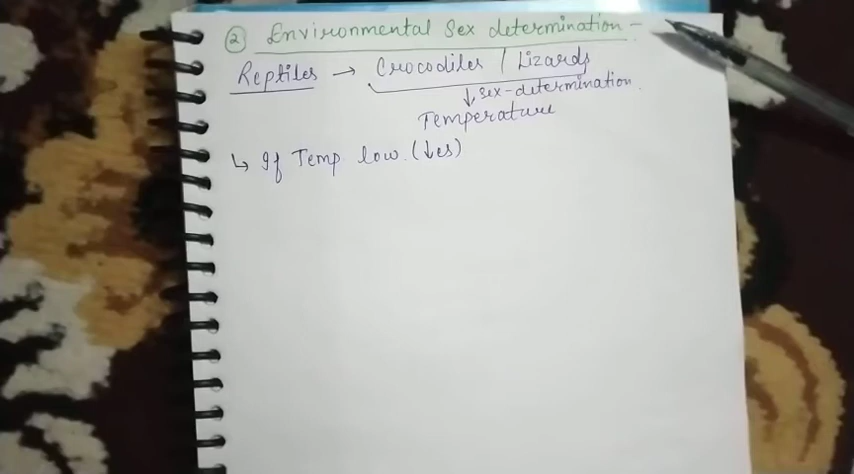 ② Environmental Sex determination -
Reptiles → Crocodiles / Lizards
↓ sex-determination.
Temperature
↳ If Temp low. (↓es)